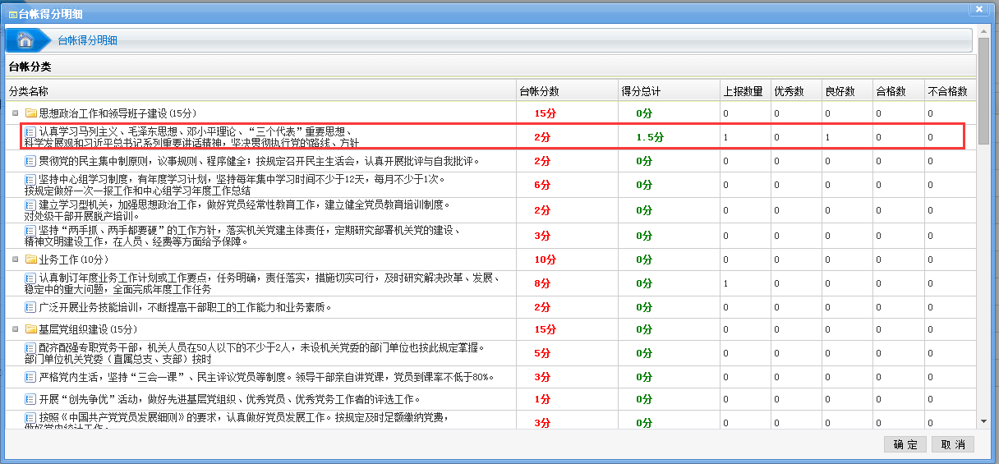 台帐得分明细
台帐得分明细
台帐分类
分类名称 台帐分数 得分总计 上报数量 优秀数 良好数 合格数 不合格数
思想政治工作和领导班子建设(15分) 15分 0分 0 0 0 0 0
认真学习马列主义、毛泽东思想、邓小平理论、“三个代表”重要思想、
科学发展观和习近平总书记系列重要讲话精神，坚决贯彻执行党的路线、方针 2分 1.5分 1 0 1 0 0
贯彻党的民主集中制原则，议事规则、程序健全；按规定召开民主生活会，认真开展批评与自我批评。 2分 0分 0 0 0 0 0
坚持中心组学习制度，有年度学习计划，坚持每年集中学习时间不少于12天，每月不少于1次。
按规定做好一次一报工作和中心组学习年度工作总结 6分 0分 0 0 0 0 0
建立学习型机关，加强思想政治工作，做好党员经常性教育工作，建立健全党员教育培训制度。
对处级干部开展脱产培训。 2分 0分 0 0 0 0 0
坚持“两手抓、两手都要硬”的工作方针，落实机关党建主体责任，定期研究部署机关党的建设、
精神文明建设工作，在人员、经费等方面给予保障。 3分 0分 0 0 0 0 0
业务工作(10分) 10分 0分 0 0 0 0 0
认真制订年度业务工作计划或工作要点，任务明确，责任落实，措施切实可行，及时研究解决改革、发展、
稳定中的重大问题，全面完成年度工作任务 8分 0分 1 0 0 0 0
广泛开展业务技能培训，不断提高干部职工的工作能力和业务素质。 2分 0分 0 0 0 0 0
基层党组织建设(15分) 15分 0分 0 0 0 0 0
配齐配强专职党务干部，机关人员在50人以下的不少于2人，未设机关党委的部门单位也按此规定掌握。
部门单位机关党委（直属总支、支部）按时 5分 0分 0 0 0 0 0
严格党内生活，坚持“三会一课”、民主评议党员等制度。领导干部亲自讲党课，党员到课率不低于80%。 3分 0分 0 0 0 0 0
开展“创先争优”活动，做好先进基层党组织、优秀党员、优秀党务工作者的评选工作。 1分 0分 0 0 0 0 0
按照《中国共产党党员发展细则》的要求，认真做好党员发展工作。按规定及时足额缴纳党费，
做好党内统计工作。 3分 0分 0 0 0 0 0
确 定 取 消